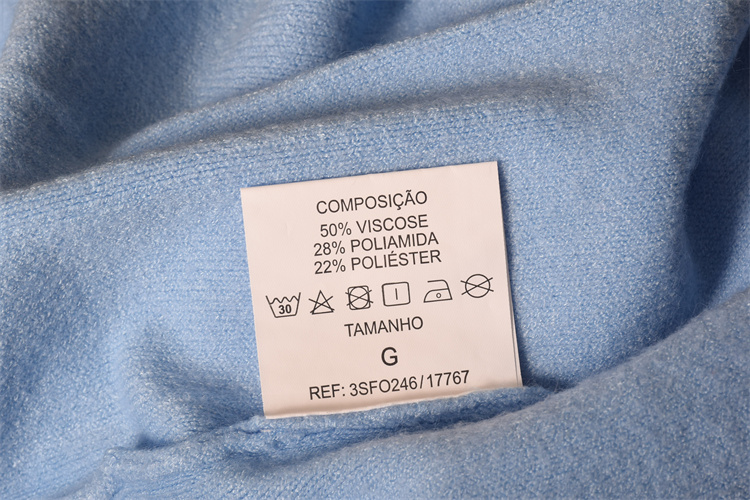 COMPOSIÇÃO
50% VISCOSE
28% POLIAMIDA
22% POLIÉSTER
30
TAMANHO
G
REF: 3SFO246/17767